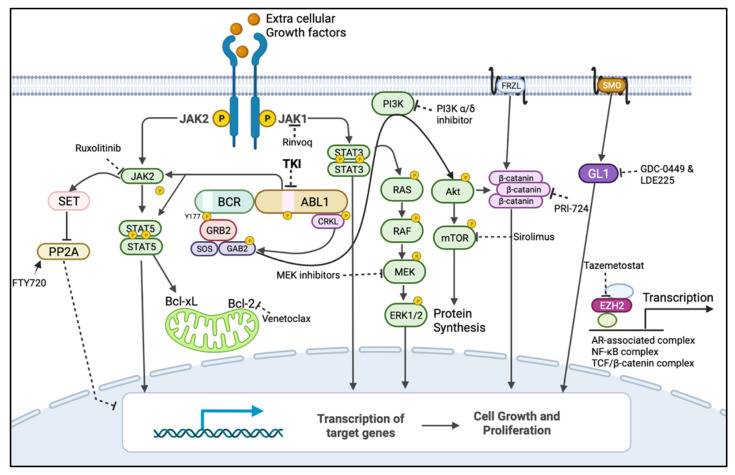 Extra cellular
Growth factors
JAK2
P
P
JAK1
Rinvoq
PI3K
PI3K α/δ
inhibitor
FRZL
SMO
Ruxolitinib
JAK2
P
SET
PP2A
FTY720
STAT5
P P
STAT5
TKI
BCR
ABL1
Y177
P
P
P
CRKL
GRB2
SOS
GAB2
P
STAT3
P P
STAT3
RAS
P
RAF
P
MEK
P
ERK1/2
P
MEK inhibitors
Akt
P
mTOR
P
Sirolimus
Protein
Synthesis
β-catanin
β-catanin
β-catanin
PRI-724
GL1
GDC-0449 &
LDE225
Bcl-xL
Bcl-2
Venetoclax
Tazemetostat
EZH2
Transcription
AR-associated complex
NF-κB complex
TCF/β-catenin complex
Transcription of
target genes
Cell Growth and
Proliferation